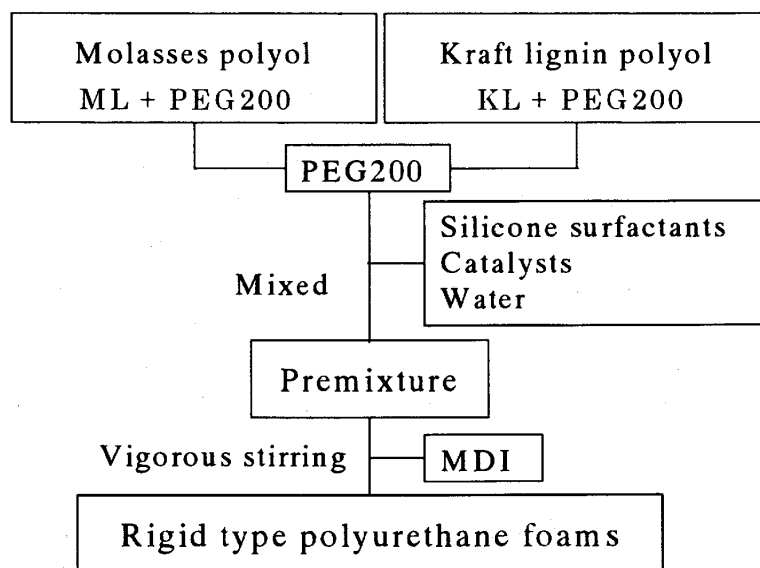 Molasses polyol
ML + PEG200
Kraft lignin polyol
KL + PEG200
PEG200
Silicone surfactants
Catalysts
Water
Mixed
Premixture
Vigorous stirring
MDI
Rigid type polyurethane foams